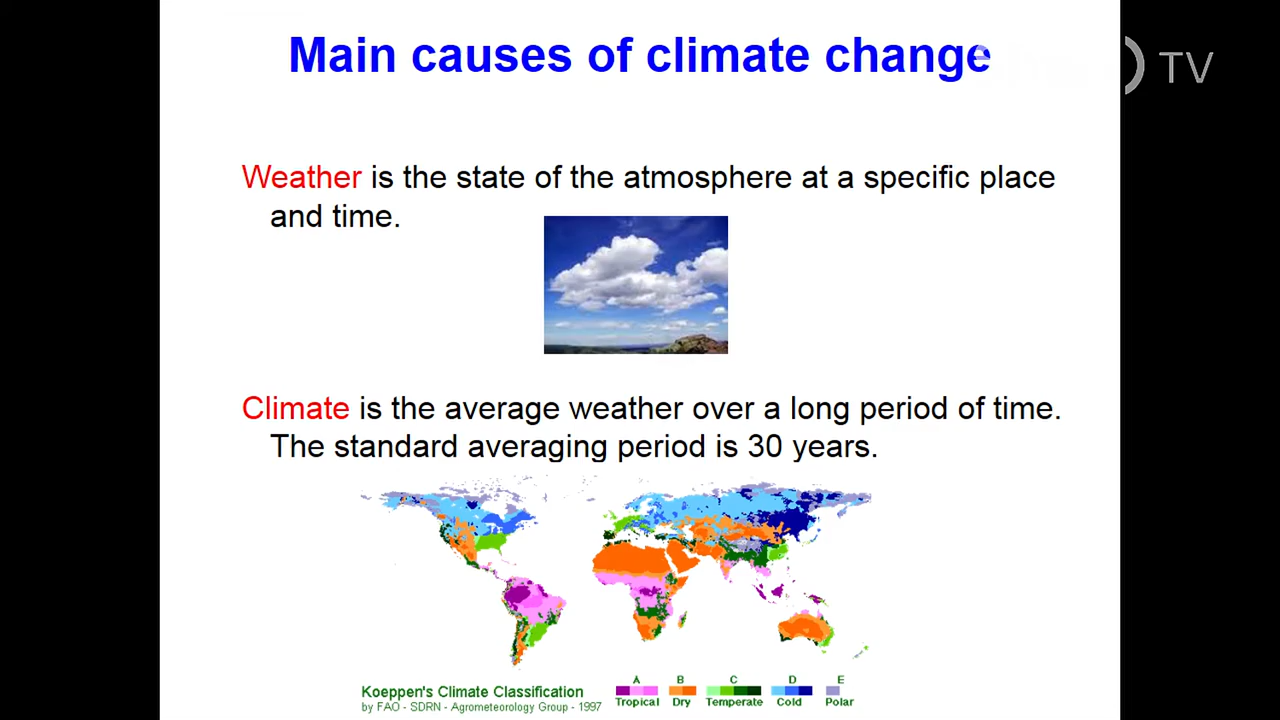 Main causes of climate change
TV
Weather is the state of the atmosphere at a specific place
and time.
Climate is the average weather over a long period of time.
The standard averaging period is 30 years.
Koeppen's Climate Classification
by FAO - SDRN - Agrometeorology Group - 1997
A B C D E
Tropical Dry Temperate Cold Polar